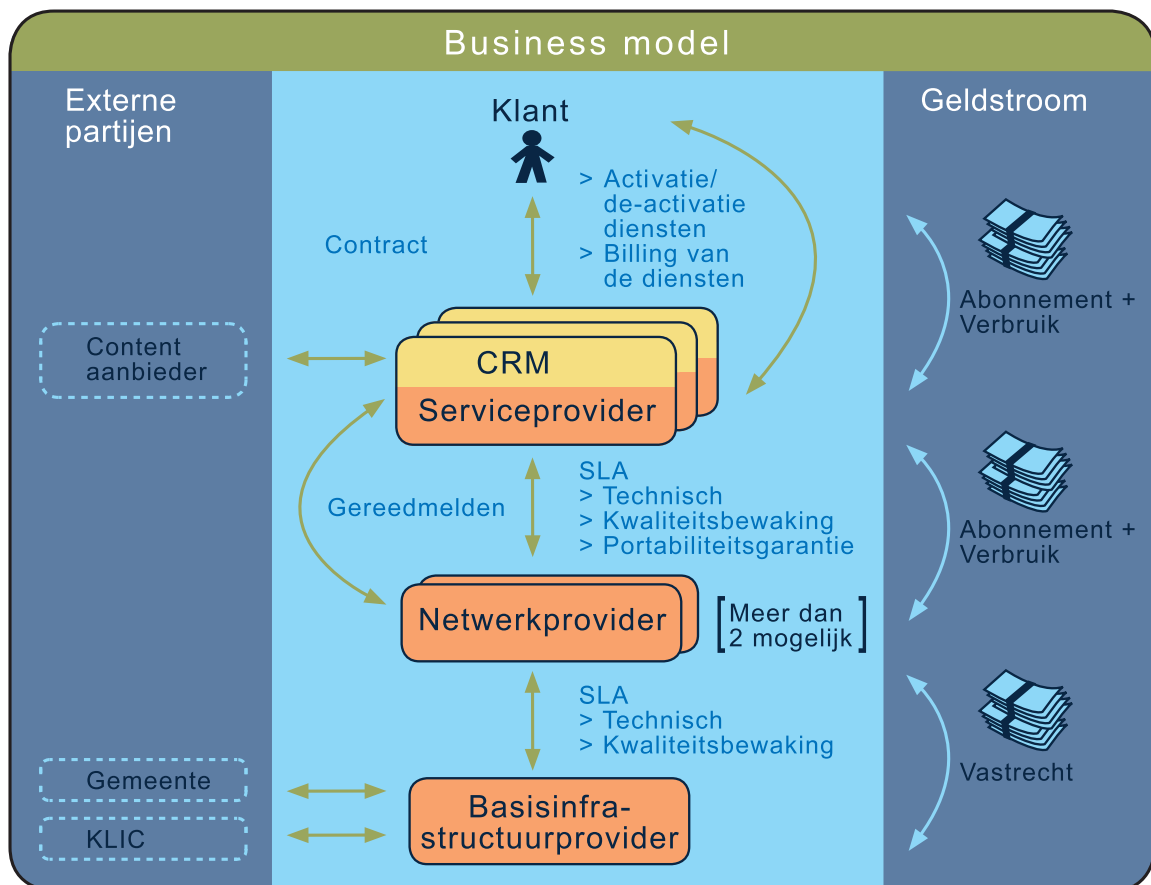 Business model
Externe
partijen
Geldstroom
Klant
> Activatie/
de-activatie
diensten
> Billing van
de diensten
Contract
Abonnement +
Verbruik
Content
aanbieder
CRM
Serviceprovider
SLA
> Technisch
> Kwaliteitsbewaking
> Portabiliteitsgarantie
Gereedmelden
Abonnement +
Verbruik
Netwerkprovider
[Meer dan
2 mogelijk]
SLA
> Technisch
> Kwaliteitsbewaking
Vastrecht
Gemeente
KLIC
Basisinfra-
structuurprovider